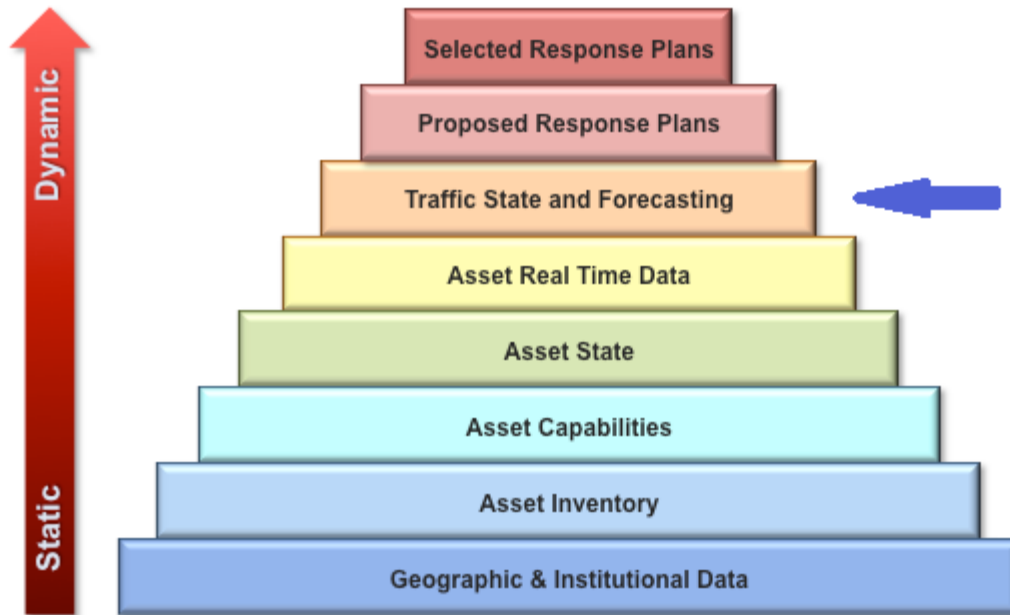 Dynamic
Static
Selected Response Plans
Proposed Response Plans
Traffic State and Forecasting
Asset Real Time Data
Asset State
Asset Capabilities
Asset Inventory
Geographic & Institutional Data